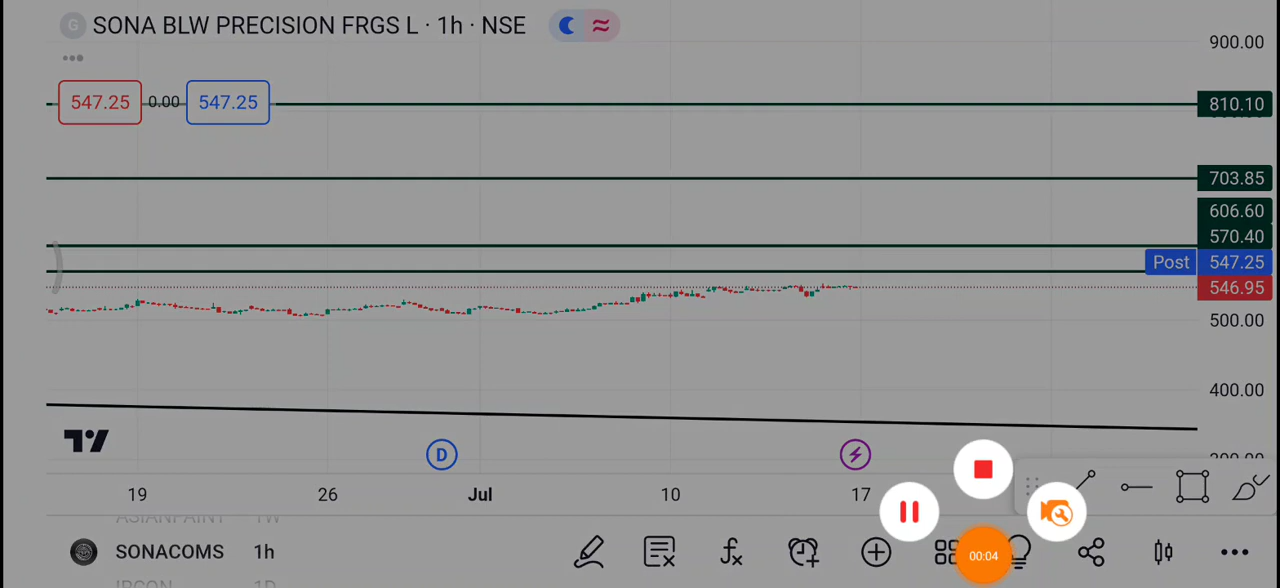 G SONA BLW PRECISION FRGS L · 1h · NSE
900.00
547.25 0.00 547.25
810.10
703.85
606.60
570.40
Post 547.25
546.95
500.00
400.00
D
19 26 Jul 10 17
ASIANPAINT 1W
SONACOMS 1h
00:04
IRCON 1D